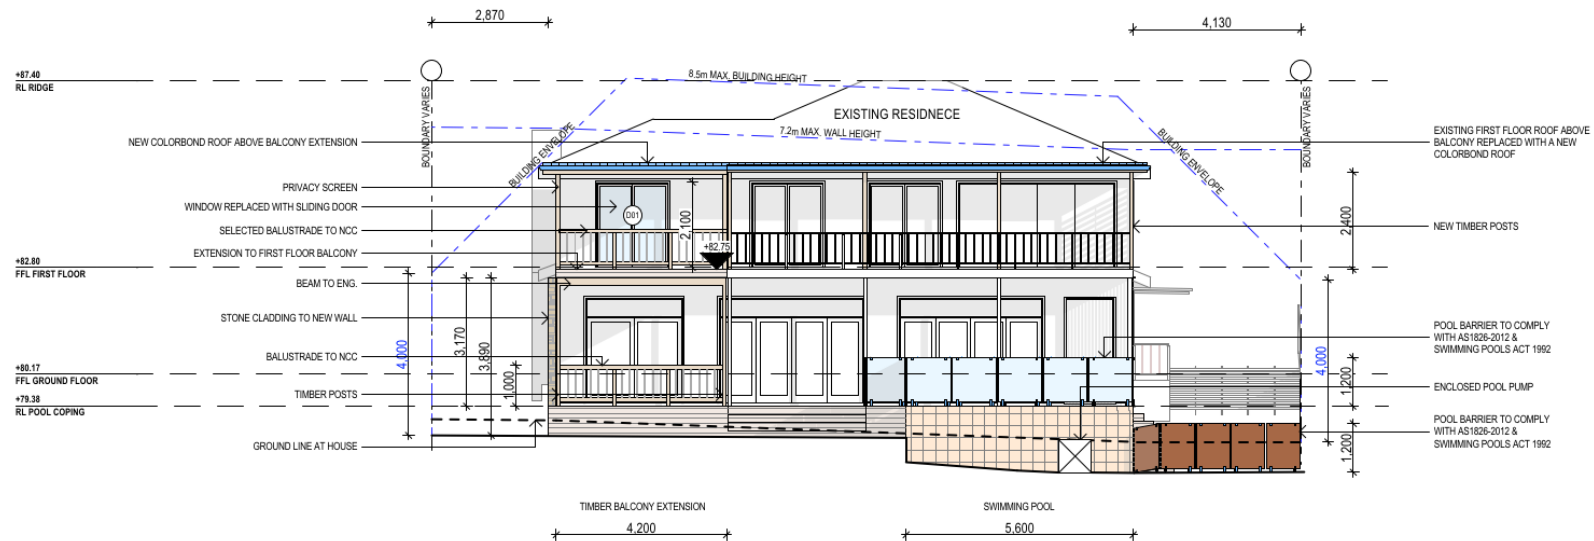 2,870
4,130
+87.40
RL RIDGE
8.5m MAX. BUILDING HEIGHT
BOUNDARY VARIES
BOUNDARY VARIES
EXISTING RESIDNECE
7.2m MAX. WALL HEIGHT
BUILDING ENVELOPE
BUILDING ENVELOPE
NEW COLORBOND ROOF ABOVE BALCONY EXTENSION
EXISTING FIRST FLOOR ROOF ABOVE
BALCONY REPLACED WITH A NEW
COLORBOND ROOF
PRIVACY SCREEN
WINDOW REPLACED WITH SLIDING DOOR
D01
2,100
2,400
SELECTED BALUSTRADE TO NCC
NEW TIMBER POSTS
+82.75
EXTENSION TO FIRST FLOOR BALCONY
+82.80
FFL FIRST FLOOR
BEAM TO ENG.
STONE CLADDING TO NEW WALL
4,000
3,170
3,890
4,000
POOL BARRIER TO COMPLY
WITH AS1826-2012 &
SWIMMING POOLS ACT 1992
BALUSTRADE TO NCC
+80.17
FFL GROUND FLOOR
1,000
1,200
TIMBER POSTS
ENCLOSED POOL PUMP
+79.38
RL POOL COPING
POOL BARRIER TO COMPLY
WITH AS1826-2012 &
SWIMMING POOLS ACT 1992
GROUND LINE AT HOUSE
1,200
TIMBER BALCONY EXTENSION
SWIMMING POOL
4,200
5,600